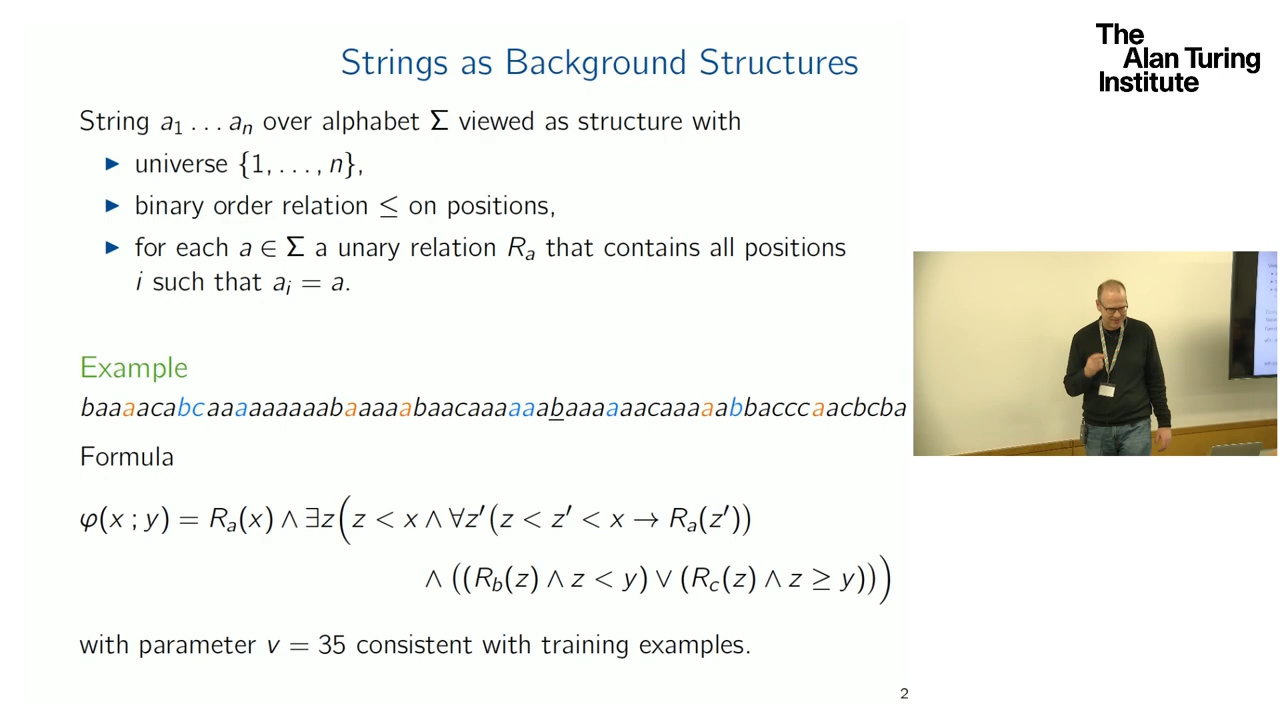 Strings as Background Structures
The
Alan Turing
Institute
String a₁ . . . aₙ over alphabet Σ viewed as structure with
▶ universe {1, . . . , n},
▶ binary order relation ≤ on positions,
▶ for each a ∈ Σ a unary relation Rₐ that contains all positions
i such that aᵢ = a.
Example
baaaacabcaaaaaaaaabaaaaabaacaaaaaabaaaaaacaaaaabbacccaacbcba
Formula
φ(x ; y) = Rₐ(x) ∧ ∃z(z < x ∧ ∀z′(z < z′ < x → Rₐ(z′))
∧ ((R_b(z) ∧ z < y) ∨ (R_c(z) ∧ z ≥ y)))
with parameter v = 35 consistent with training examples.
2